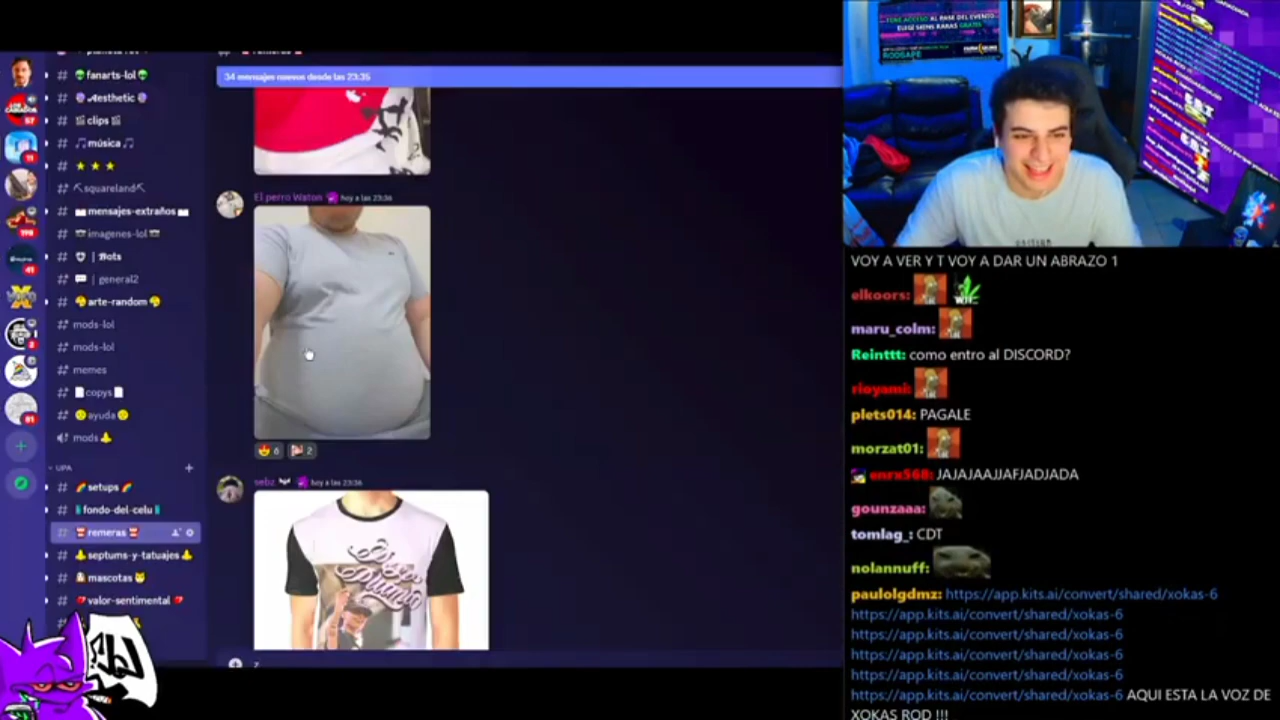 34 mensajes nuevos desde las 23:35
fanarts-lol
Aesthetic
clips
música
squareland
mensajes-extraños
imagenes-lol
| Bots
| general2
arte-random
mods-lol
mods-lol
memes
copys
ayuda
mods
UPA
setups
fondo-del-celu
remeras
septums-y-tatuajes
mascotas
valor-sentimental
El perro Waton hoy a las 23:36
6 2
sebz hoy a las 23:36
VOY A VER Y T VOY A DAR UN ABRAZO 1
elkoors:
maru_colm:
Reinttt: como entro al DISCORD?
rioyami:
plets014: PAGALE
morzat01:
enrx568: JAJAJAAJJAFJADJADA
gounzaaa:
tomlag_: CDT
nolannuff:
paulolgdmz: https://app.kits.ai/convert/shared/xokas-6
https://app.kits.ai/convert/shared/xokas-6
https://app.kits.ai/convert/shared/xokas-6
https://app.kits.ai/convert/shared/xokas-6
https://app.kits.ai/convert/shared/xokas-6
https://app.kits.ai/convert/shared/xokas-6 AQUI ESTA LA VOZ DE
XOKAS ROD !!!